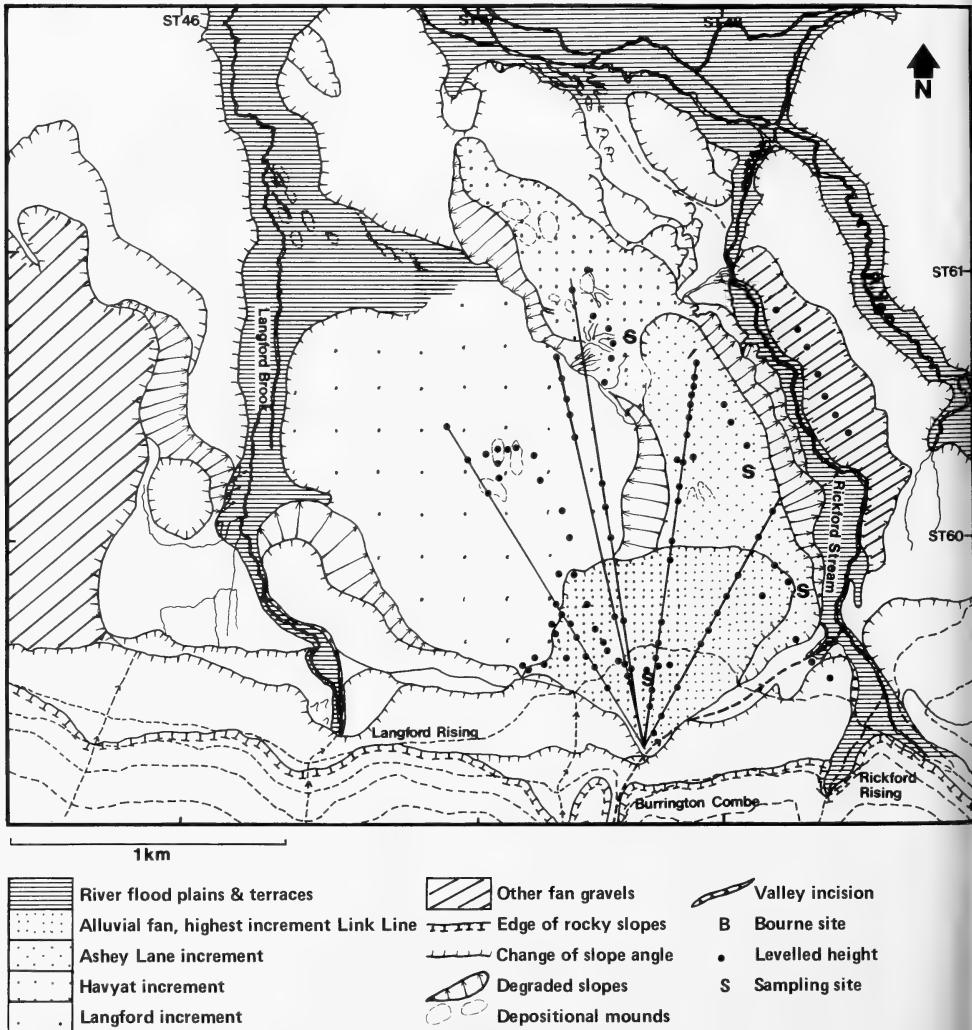 ST46
ST48
N
ST61
Langford Brook
S
S
Rickford Stream
ST60
S
S
Langford Rising
Burrington Combe
Rickford Rising
1km
River flood plains & terraces
Alluvial fan, highest increment Link Line
Ashey Lane increment
Havyat increment
Langford increment
Other fan gravels
Edge of rocky slopes
Change of slope angle
Degraded slopes
Depositional mounds
Valley incision
B Bourne site
Levelled height
S Sampling site